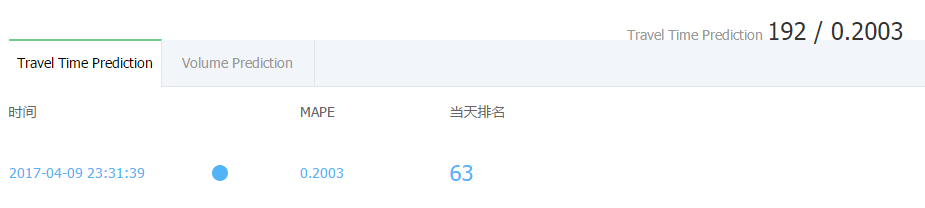 Travel Time Prediction 192 / 0.2003
Travel Time Prediction Volume Prediction
时间 MAPE 当天排名
2017-04-09 23:31:39 0.2003 63